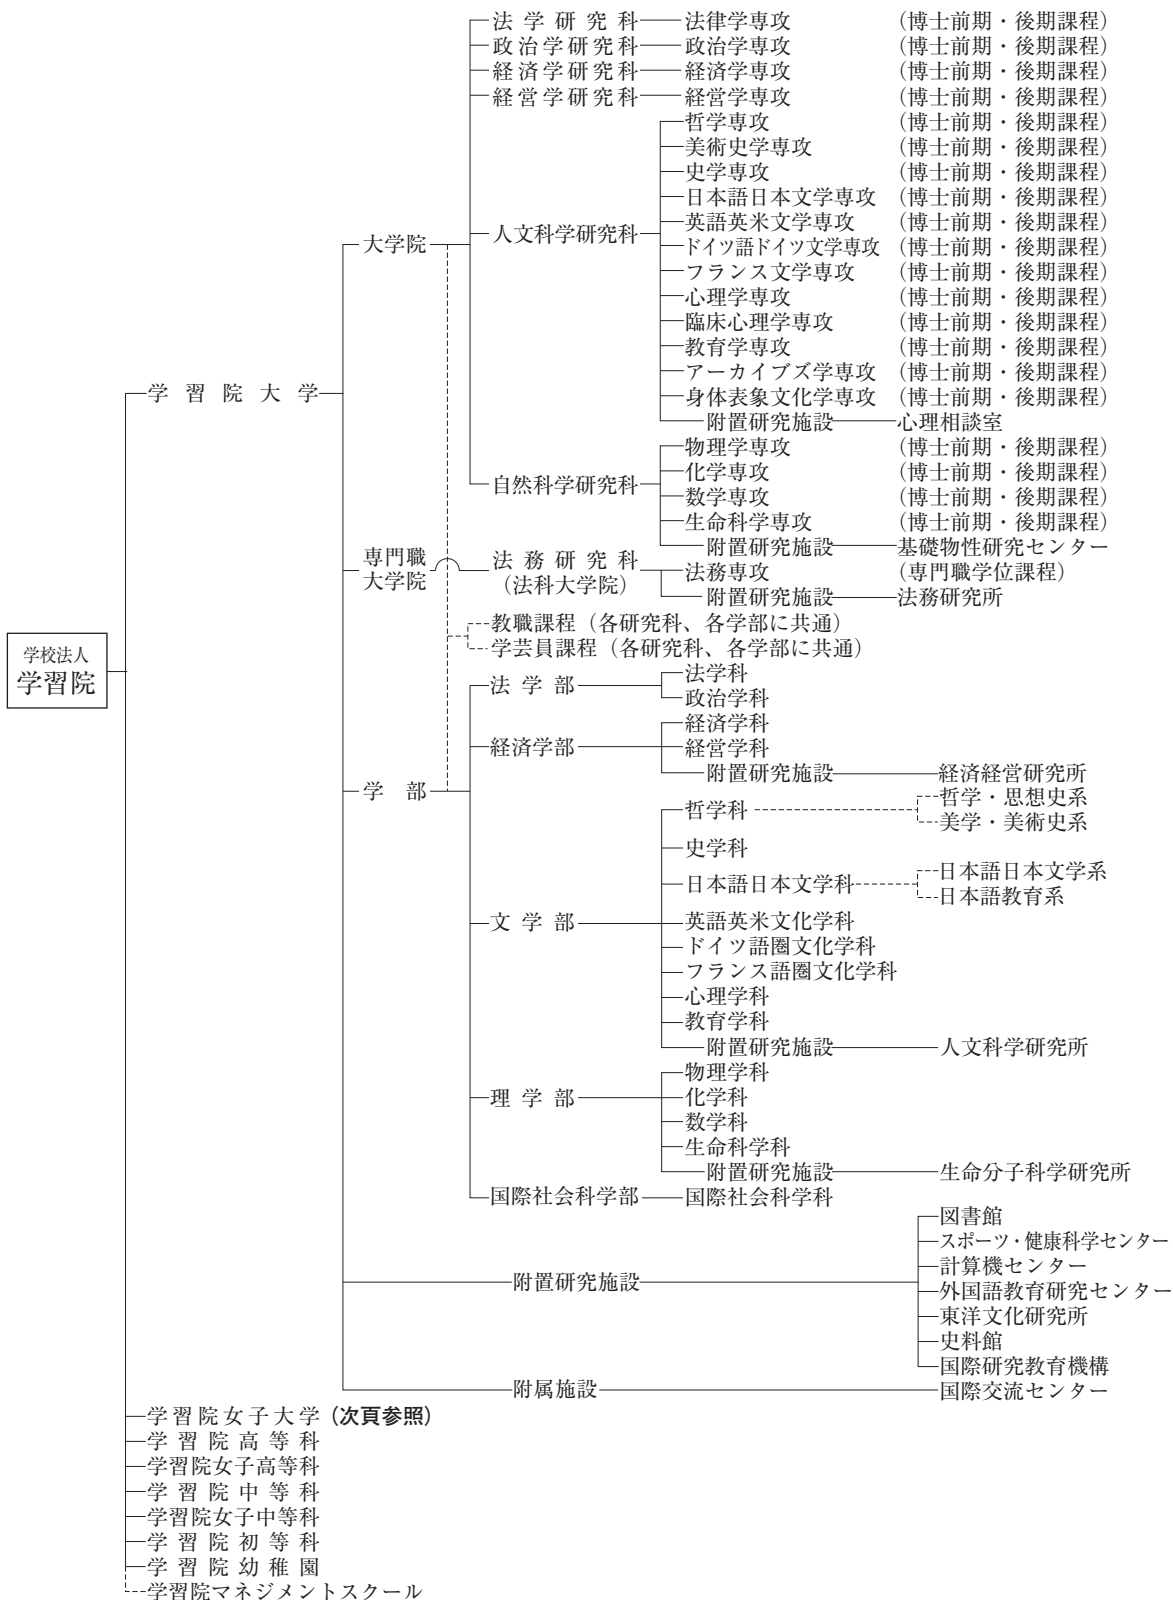 法学研究科 法律学専攻 (博士前期・後期課程)
政治学研究科 政治学専攻 (博士前期・後期課程)
経済学研究科 経済学専攻 (博士前期・後期課程)
経営学研究科 経営学専攻 (博士前期・後期課程)
哲学専攻 (博士前期・後期課程)
美術史学専攻 (博士前期・後期課程)
史学専攻 (博士前期・後期課程)
日本語日本文学専攻 (博士前期・後期課程)
英語英米文学専攻 (博士前期・後期課程)
大学院 人文科学研究科 ドイツ語ドイツ文学専攻 (博士前期・後期課程)
フランス文学専攻 (博士前期・後期課程)
心理学専攻 (博士前期・後期課程)
臨床心理学専攻 (博士前期・後期課程)
教育学専攻 (博士前期・後期課程)
アーカイブズ学専攻 (博士前期・後期課程)
学習院大学 身体表象文化学専攻 (博士前期・後期課程)
附置研究施設 心理相談室
物理学専攻 (博士前期・後期課程)
化学専攻 (博士前期・後期課程)
自然科学研究科 数学専攻 (博士前期・後期課程)
生命科学専攻 (博士前期・後期課程)
附置研究施設 基礎物性研究センター
専門職 法務研究科 法務専攻 (専門職学位課程)
大学院 (法科大学院) 附置研究施設 法務研究所
教職課程(各研究科、各学部に共通)
学芸員課程(各研究科、各学部に共通)
学校法人
学習院
法学部 法学科
政治学科
経済学科
経済学部 経営学科
附置研究施設 経済経営研究所
学部
哲学科 哲学・思想史系
美学・美術史系
史学科
日本語日本文学科 日本語日本文学系
日本語教育系
文学部 英語英米文化学科
ドイツ語圏文化学科
フランス語圏文化学科
心理学科
教育学科
附置研究施設 人文科学研究所
物理学科
理学部 化学科
数学科
生命科学科
附置研究施設 生命分子科学研究所
国際社会科学部 国際社会科学科
図書館
スポーツ・健康科学センター
計算機センター
附置研究施設 外国語教育研究センター
東洋文化研究所
史料館
国際研究教育機構
附属施設 国際交流センター
学習院女子大学(次頁参照)
学習院高等科
学習院女子高等科
学習院中等科
学習院女子中等科
学習院初等科
学習院幼稚園
学習院マネジメントスクール